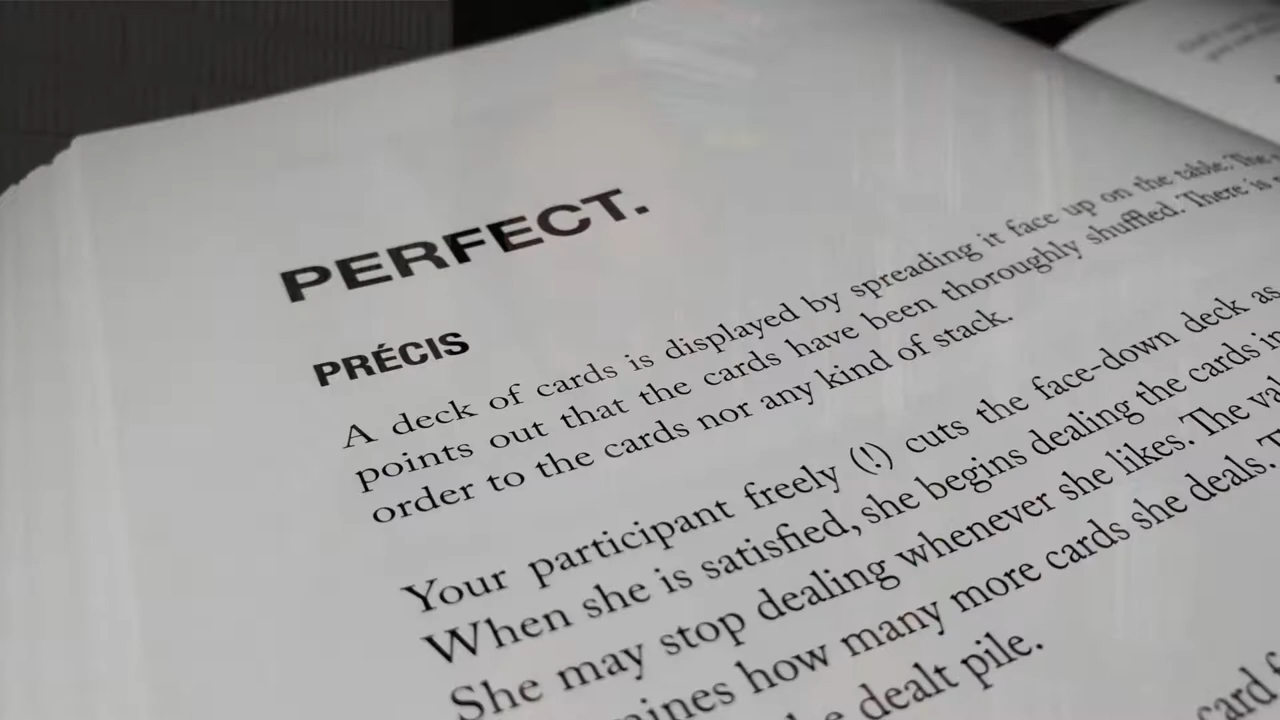 PERFECT.
PRÉCIS
A deck of cards is displayed by spreading it face up on the table. The
points out that the cards have been thoroughly shuffled. There is
order to the cards nor any kind of stack.
Your participant freely (!) cuts the face-down deck as
When she is satisfied, she begins dealing the cards in
She may stop dealing whenever she likes. The
how many more cards she deals.
dealt pile.
card